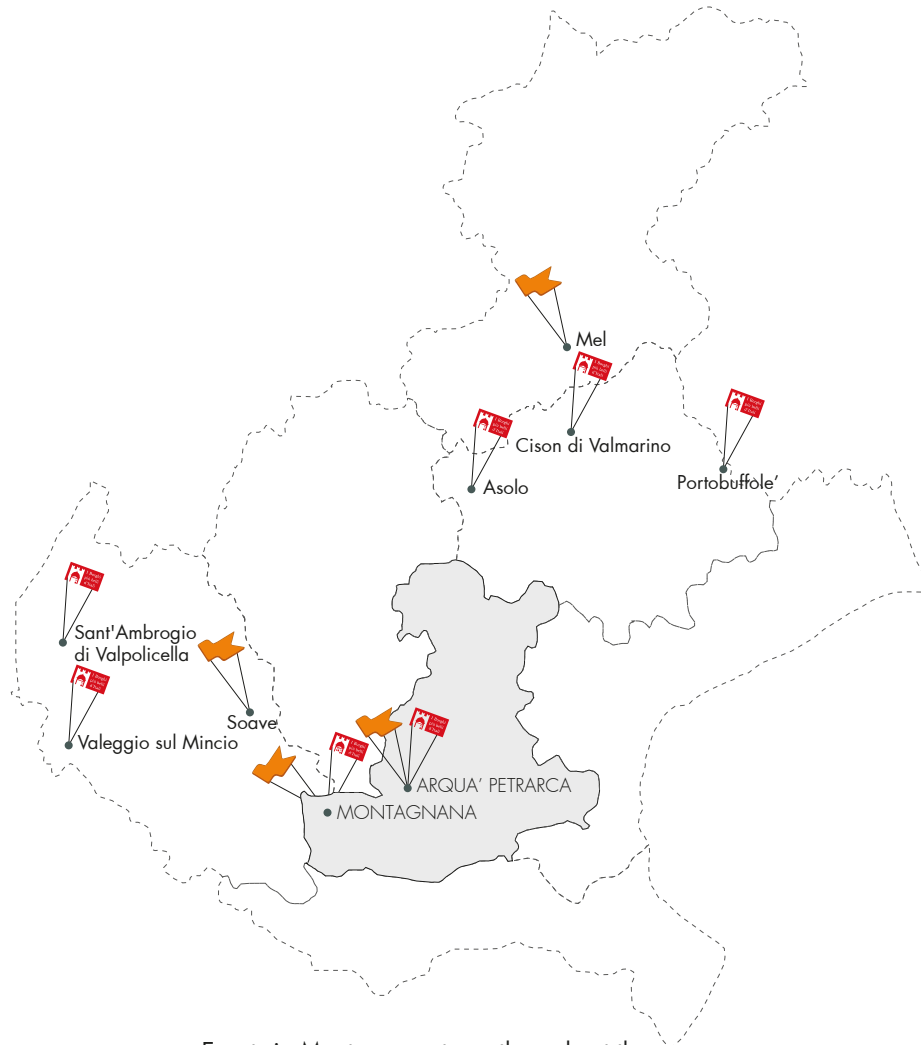 Mel
Cison di Valmarino
Asolo
Portobuffole'
Sant'Ambrogio
di Valpolicella
Soave
Valeggio sul Mincio
ARQUA' PETRARCA
MONTAGNANA